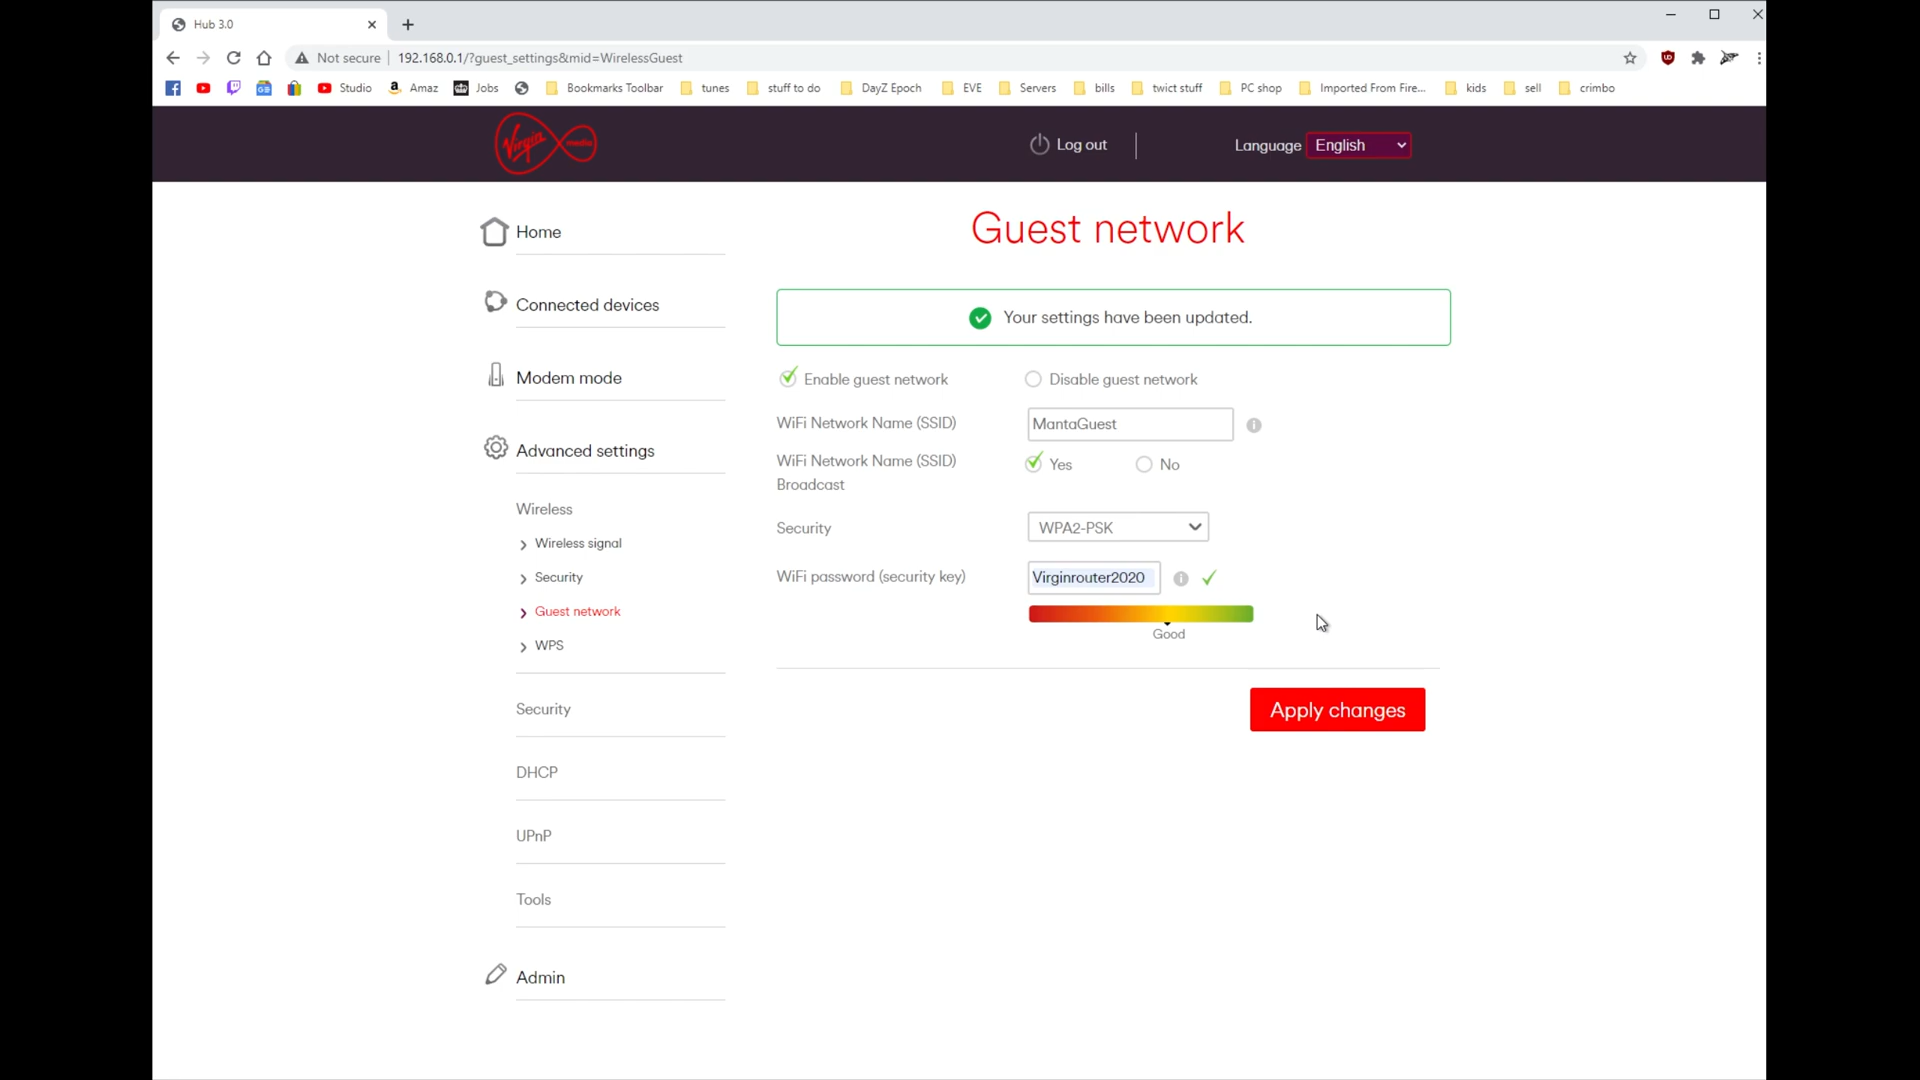 Hub 3.0
Not secure 192.168.0.1/?guest_settings&mid=WirelessGuest
Studio Amaz Jobs Bookmarks Toolbar tunes stuff to do DayZ Epoch EVE Servers bills twict stuff PC shop Imported From Fire... kids sell crimbo
Virgin media Log out Language English
Guest network
Home
Connected devices
Your settings have been updated.
Modem mode
Enable guest network Disable guest network
WiFi Network Name (SSID) MantaGuest
Advanced settings
WiFi Network Name (SSID) Broadcast Yes No
Wireless
Security WPA2-PSK
Wireless signal
Security
WiFi password (security key) Virginrouter2020
Guest network
Good
WPS
Security
Apply changes
DHCP
UPnP
Tools
Admin